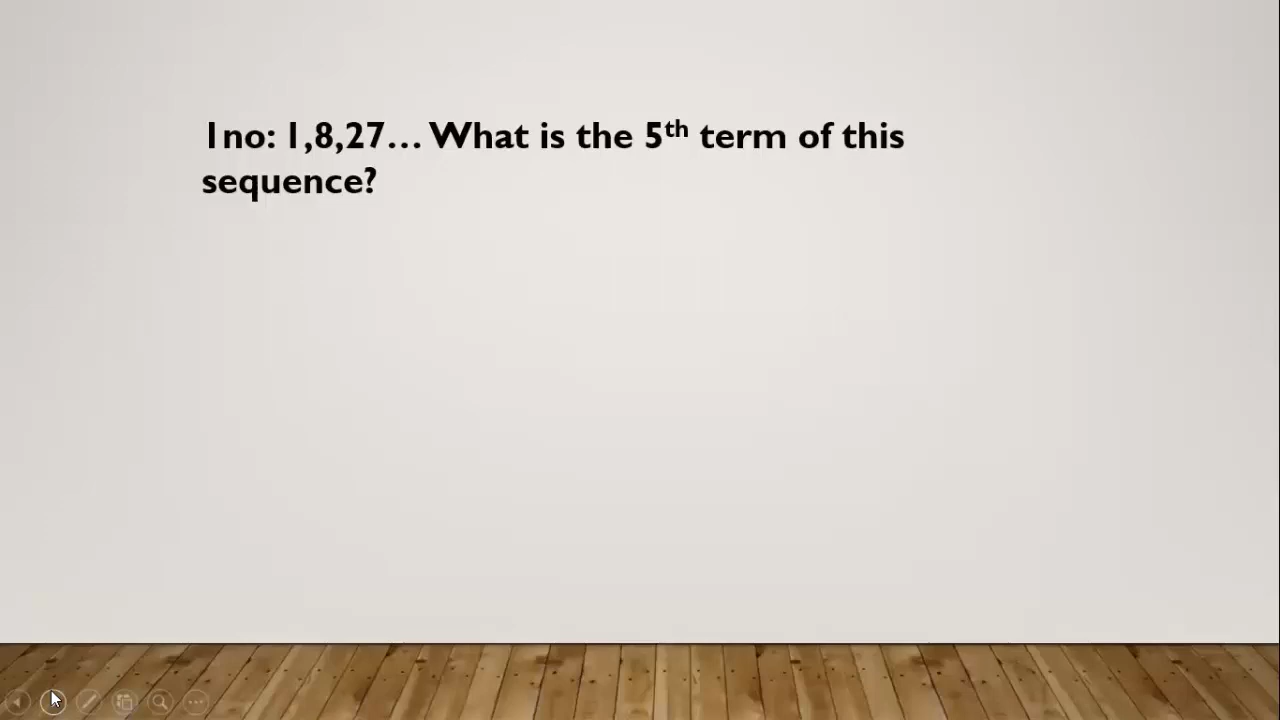 1no: 1,8,27... What is the 5th term of this
sequence?